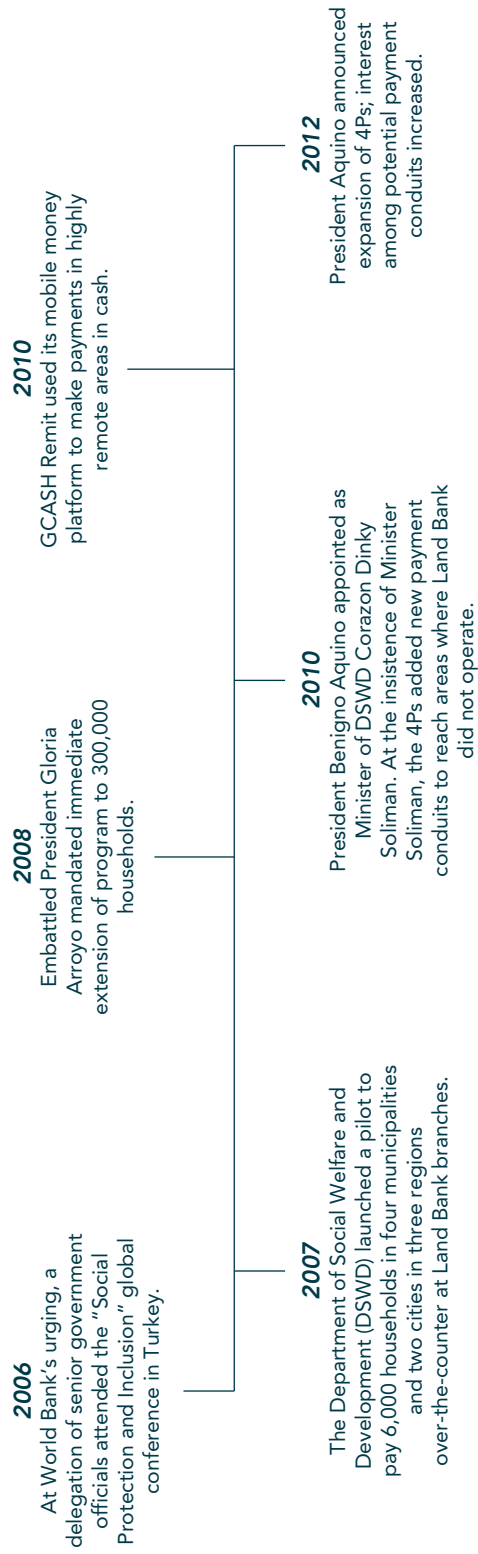 2006
At World Bank's urging, a
delegation of senior government
officials attended the "Social
Protection and Inclusion" global
conference in Turkey.
2007
The Department of Social Welfare and
Development (DSWD) launched a pilot to
pay 6,000 households in four municipalities
and two cities in three regions
over-the-counter at Land Bank branches.
2008
Embattled President Gloria
Arroyo mandated immediate
extension of program to 300,000
households.
2010
President Benigno Aquino appointed as
Minister of DSWD Corazon Dinky
Soliman. At the insistence of Minister
Soliman, the 4Ps added new payment
conduits to reach areas where Land Bank
did not operate.
2010
GCASH Remit used its mobile money
platform to make payments in highly
remote areas in cash.
2012
President Aquino announced
expansion of 4Ps; interest
among potential payment
conduits increased.